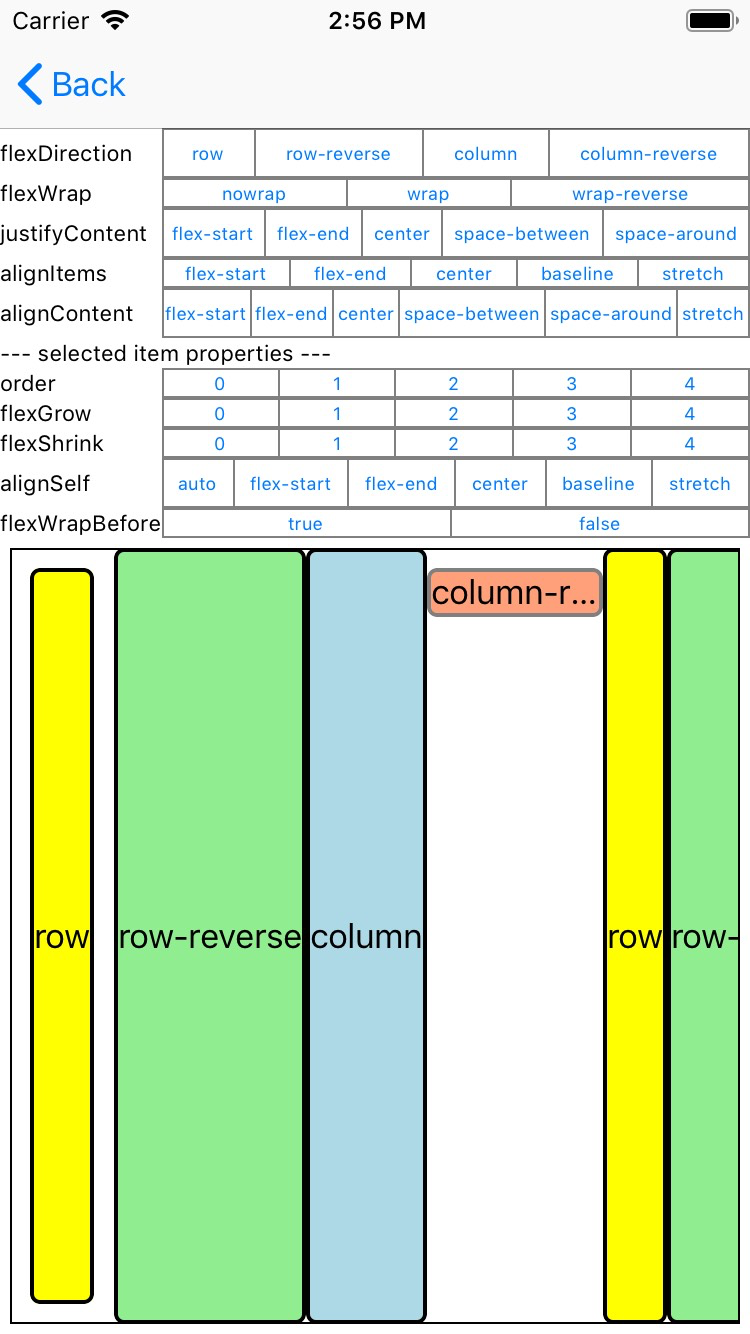 Carrier 2:56 PM
Back
flexDirection row row-reverse column column-reverse
flexWrap nowrap wrap wrap-reverse
justifyContent flex-start flex-end center space-between space-around
alignItems flex-start flex-end center baseline stretch
alignContent flex-start flex-end center space-between space-around stretch
--- selected item properties ---
order 0 1 2 3 4
flexGrow 0 1 2 3 4
flexShrink 0 1 2 3 4
alignSelf auto flex-start flex-end center baseline stretch
flexWrapBefore true false
column-r...
row row-reverse column row row-